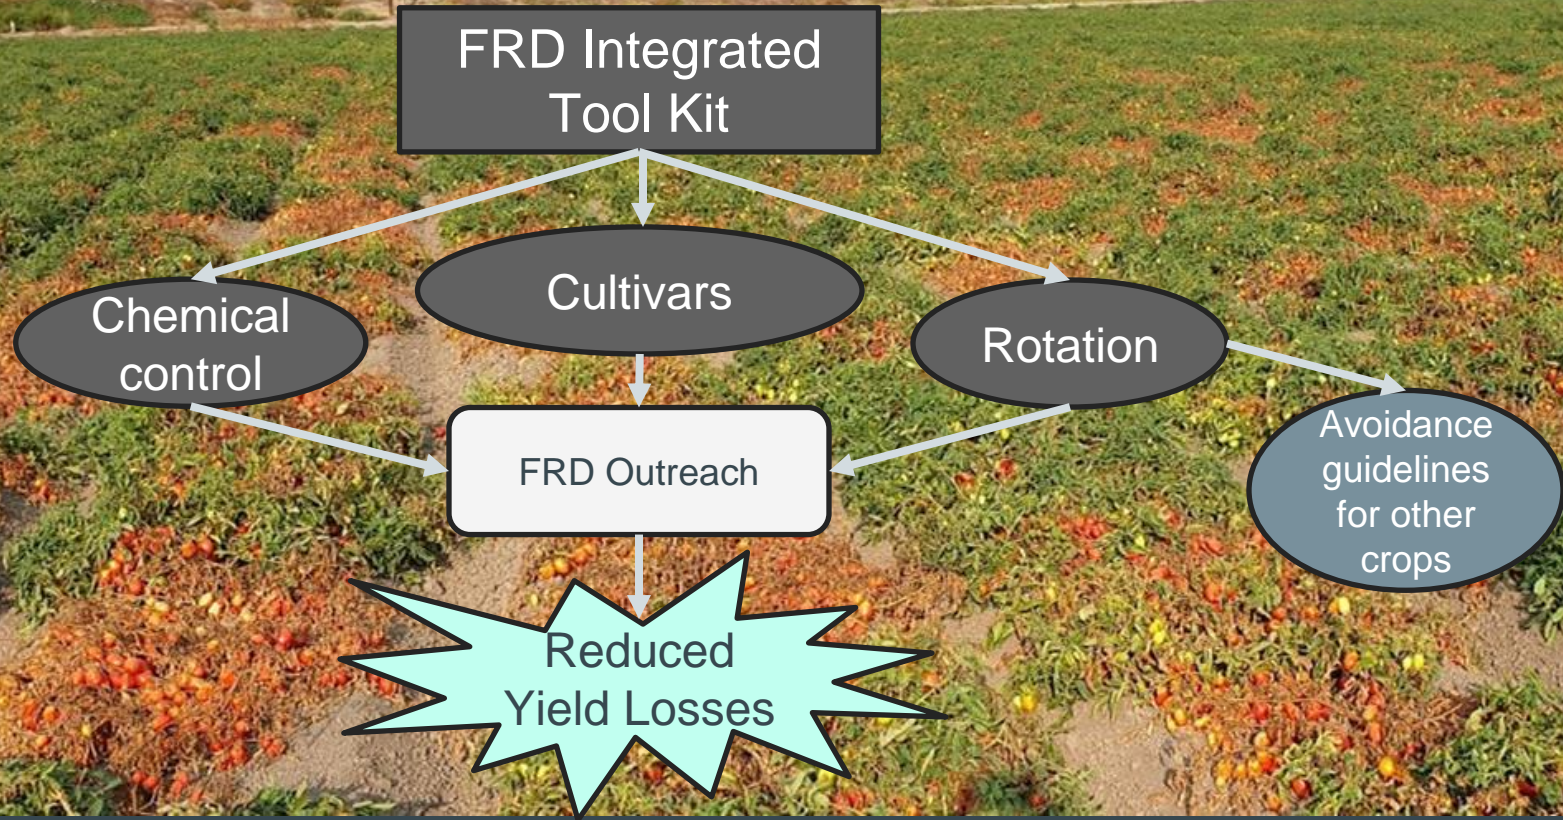 FRD Integrated
Tool Kit
Cultivars
Chemical
control
Rotation
Avoidance
guidelines
for other
crops
FRD Outreach
Reduced
Yield Losses